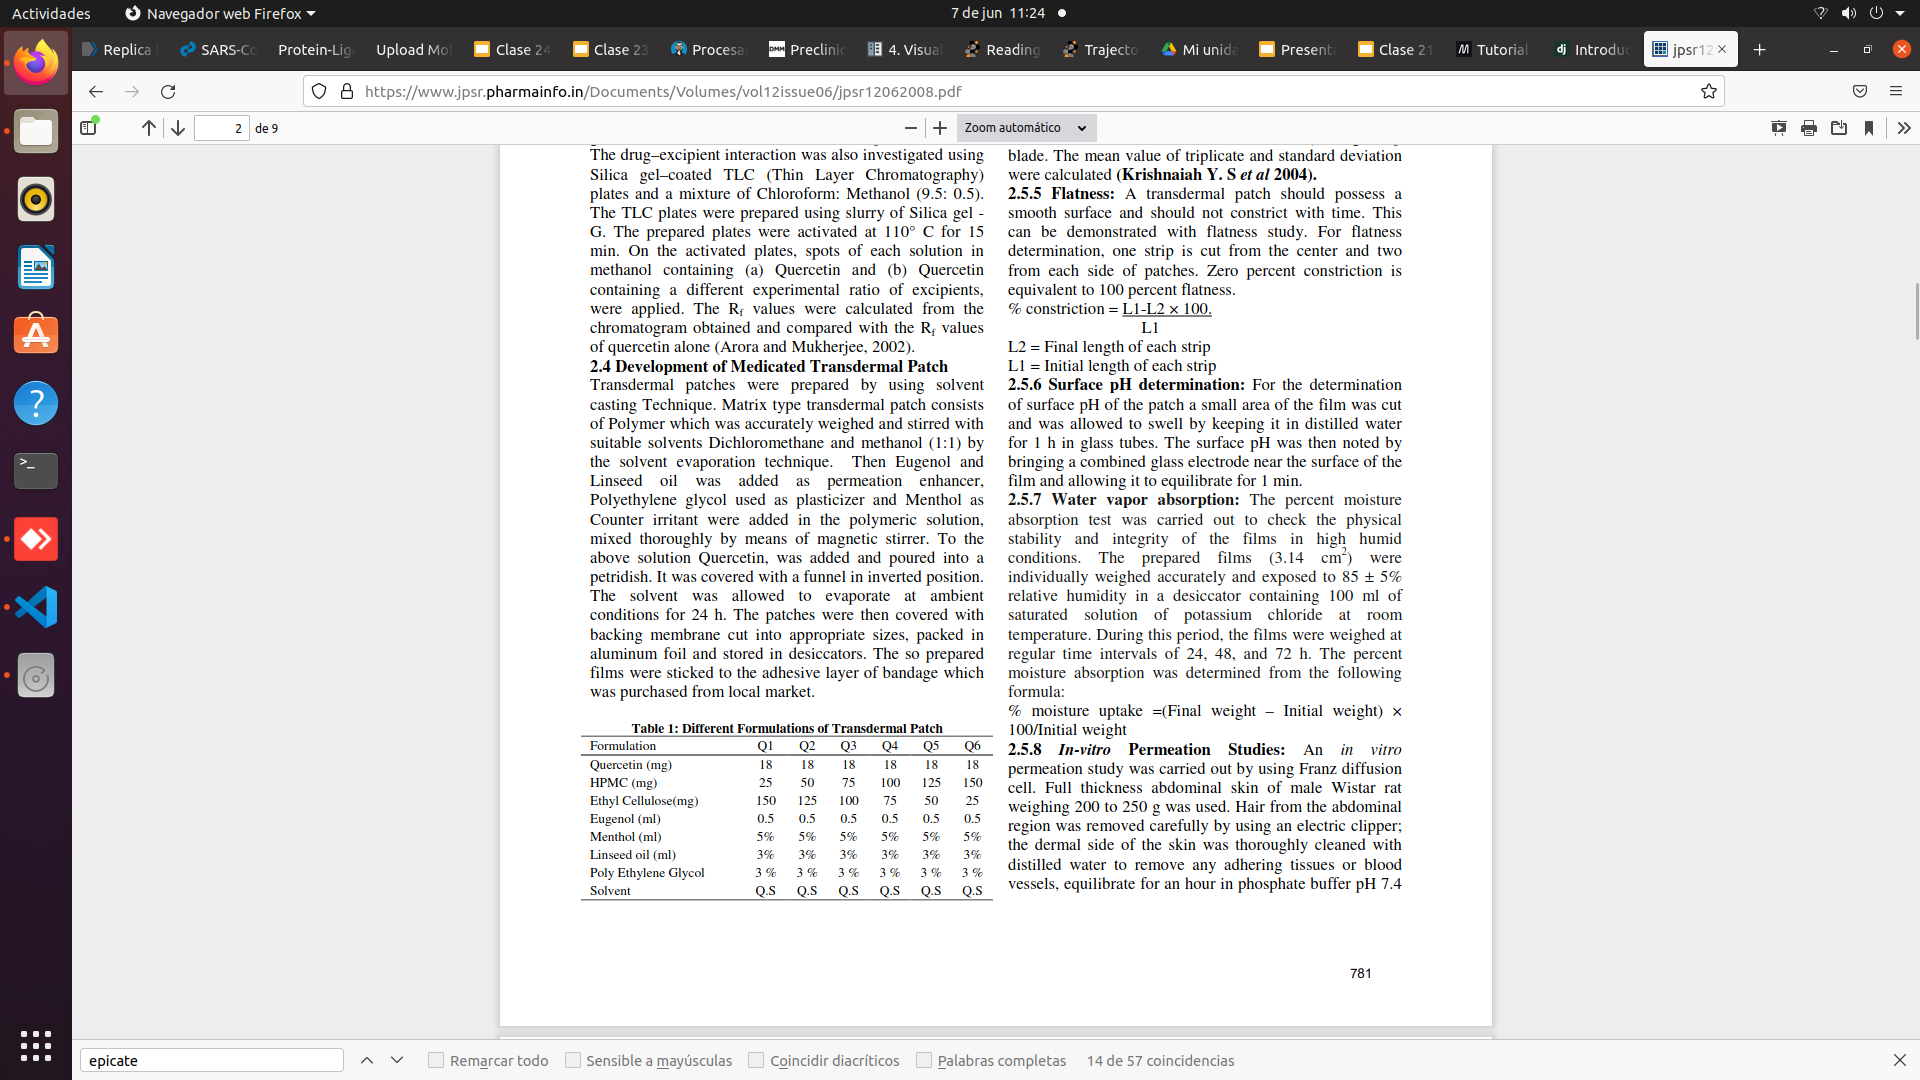 Actividades
Navegador web Firefox
7 de jun 11:24
Replica
SARS-Co
Protein-Lig
Upload Mol
Clase 24
Clase 23
Procesa
DMM Preclinic
4. Visual
Reading
Trajecto
Mi unida
Present
Clase 21
M Tutorial
dj Introduc
jpsr12
https://www.jpsr.pharmainfo.in/Documents/Volumes/vol12issue06/jpsr12062008.pdf
2 de 9
Zoom automático
The drug–excipient interaction was also investigated using
Silica gel–coated TLC (Thin Layer Chromatography)
plates and a mixture of Chloroform: Methanol (9.5: 0.5).
The TLC plates were prepared using slurry of Silica gel -
G. The prepared plates were activated at 110° C for 15
min. On the activated plates, spots of each solution in
methanol containing (a) Quercetin and (b) Quercetin
containing a different experimental ratio of excipients,
were applied. The Rf values were calculated from the
chromatogram obtained and compared with the Rf values
of quercetin alone (Arora and Mukherjee, 2002).
2.4 Development of Medicated Transdermal Patch
Transdermal patches were prepared by using solvent
casting Technique. Matrix type transdermal patch consists
of Polymer which was accurately weighed and stirred with
suitable solvents Dichloromethane and methanol (1:1) by
the solvent evaporation technique. Then Eugenol and
Linseed oil was added as permeation enhancer,
Polyethylene glycol used as plasticizer and Menthol as
Counter irritant were added in the polymeric solution,
mixed thoroughly by means of magnetic stirrer. To the
above solution Quercetin, was added and poured into a
petridish. It was covered with a funnel in inverted position.
The solvent was allowed to evaporate at ambient
conditions for 24 h. The patches were then covered with
backing membrane cut into appropriate sizes, packed in
aluminum foil and stored in desiccators. The so prepared
films were sticked to the adhesive layer of bandage which
was purchased from local market.
Table 1: Different Formulations of Transdermal Patch
Formulation Q1 Q2 Q3 Q4 Q5 Q6
Quercetin (mg) 18 18 18 18 18 18
HPMC (mg) 25 50 75 100 125 150
Ethyl Cellulose(mg) 150 125 100 75 50 25
Eugenol (ml) 0.5 0.5 0.5 0.5 0.5 0.5
Menthol (ml) 5% 5% 5% 5% 5% 5%
Linseed oil (ml) 3% 3% 3% 3% 3% 3%
Poly Ethylene Glycol 3 % 3 % 3 % 3 % 3 % 3 %
Solvent Q.S Q.S Q.S Q.S Q.S Q.S
blade. The mean value of triplicate and standard deviation
were calculated (Krishnaiah Y. S et al 2004).
2.5.5 Flatness: A transdermal patch should possess a
smooth surface and should not constrict with time. This
can be demonstrated with flatness study. For flatness
determination, one strip is cut from the center and two
from each side of patches. Zero percent constriction is
equivalent to 100 percent flatness.
% constriction = L1-L2 × 100.
L1
L2 = Final length of each strip
L1 = Initial length of each strip
2.5.6 Surface pH determination: For the determination
of surface pH of the patch a small area of the film was cut
and was allowed to swell by keeping it in distilled water
for 1 h in glass tubes. The surface pH was then noted by
bringing a combined glass electrode near the surface of the
film and allowing it to equilibrate for 1 min.
2.5.7 Water vapor absorption: The percent moisture
absorption test was carried out to check the physical
stability and integrity of the films in high humid
conditions. The prepared films (3.14 cm2) were
individually weighed accurately and exposed to 85 ± 5%
relative humidity in a desiccator containing 100 ml of
saturated solution of potassium chloride at room
temperature. During this period, the films were weighed at
regular time intervals of 24, 48, and 72 h. The percent
moisture absorption was determined from the following
formula:
% moisture uptake =(Final weight – Initial weight) ×
100/Initial weight
2.5.8 In-vitro Permeation Studies: An in vitro
permeation study was carried out by using Franz diffusion
cell. Full thickness abdominal skin of male Wistar rat
weighing 200 to 250 g was used. Hair from the abdominal
region was removed carefully by using an electric clipper;
the dermal side of the skin was thoroughly cleaned with
distilled water to remove any adhering tissues or blood
vessels, equilibrate for an hour in phosphate buffer pH 7.4
781
epicate
Remarcar todo
Sensible a mayúsculas
Coincidir diacríticos
Palabras completas
14 de 57 coincidencias